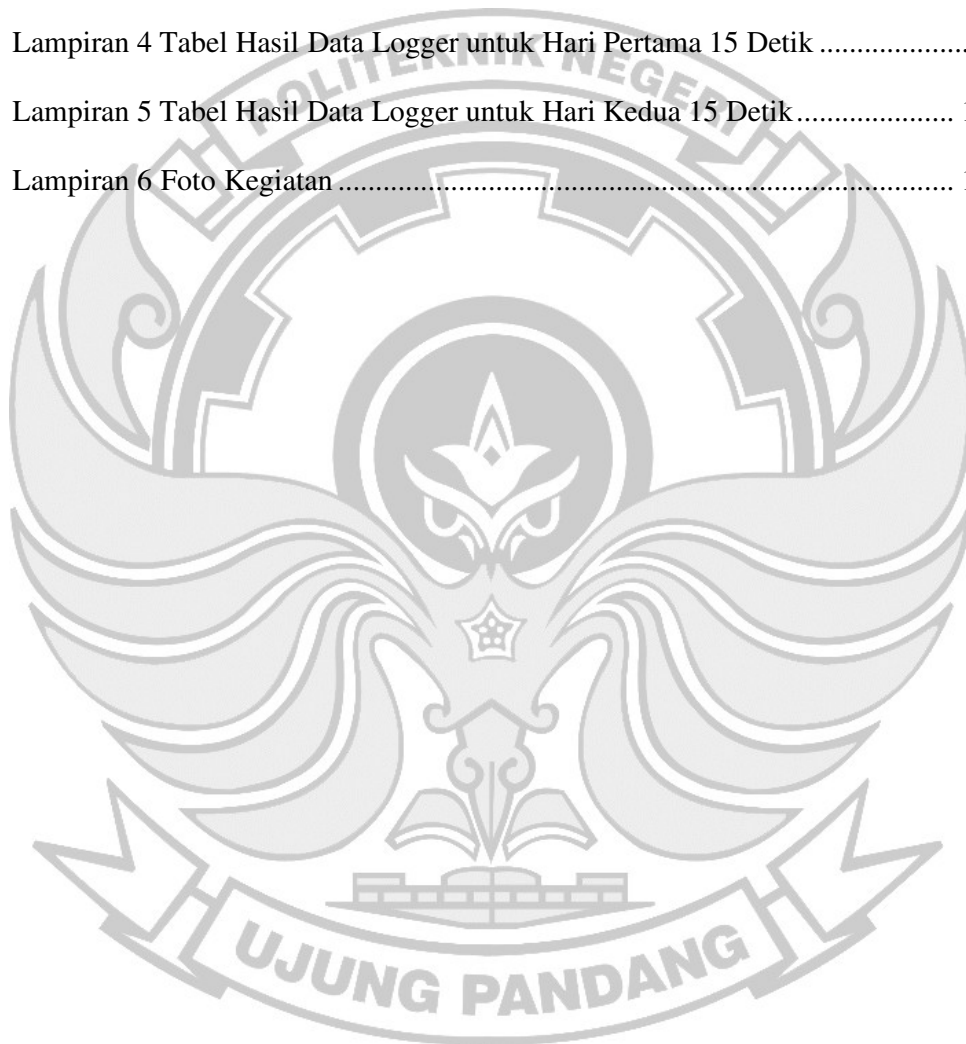 Lampiran 4 Tabel Hasil Data Logger untuk Hari Pertama 15 Detik ..................
Lampiran 5 Tabel Hasil Data Logger untuk Hari Kedua 15 Detik .....................
Lampiran 6 Foto Kegiatan ...................................................................................
POLITEKNIK NEGERI
UJUNG PANDANG